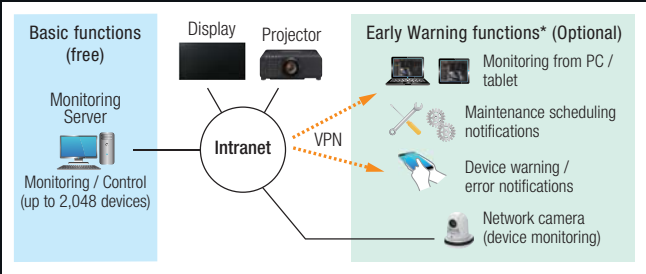 Basic functions
(free)
Monitoring
Server
Monitoring / Control
(up to 2,048 devices)
Display
Projector
Intranet
VPN
Early Warning functions* (Optional)
Monitoring from PC /
tablet
Maintenance scheduling
notifications
Device warning /
error notifications
Network camera
(device monitoring)